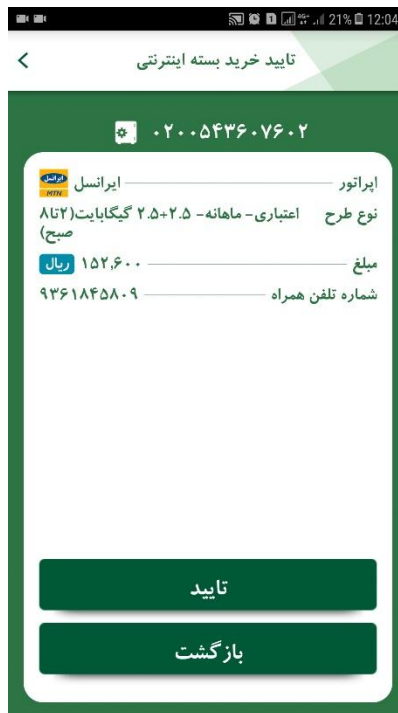 21% 12:04
تایید خرید بسته اینترنتی
۰۲۰۰۵۴۳۶۰۷۶۰۲
اپراتور ایرانسل ایرانسل MTN
نوع طرح اعتباری- ماهانه- ۲.۵+۲.۵ گیگابایت(۲تا۸
صبح)
مبلغ ۱۵۲,۶۰۰ ریال
شماره تلفن همراه ۹۳۶۱۸۴۵۸۰۹
تایید
بازگشت